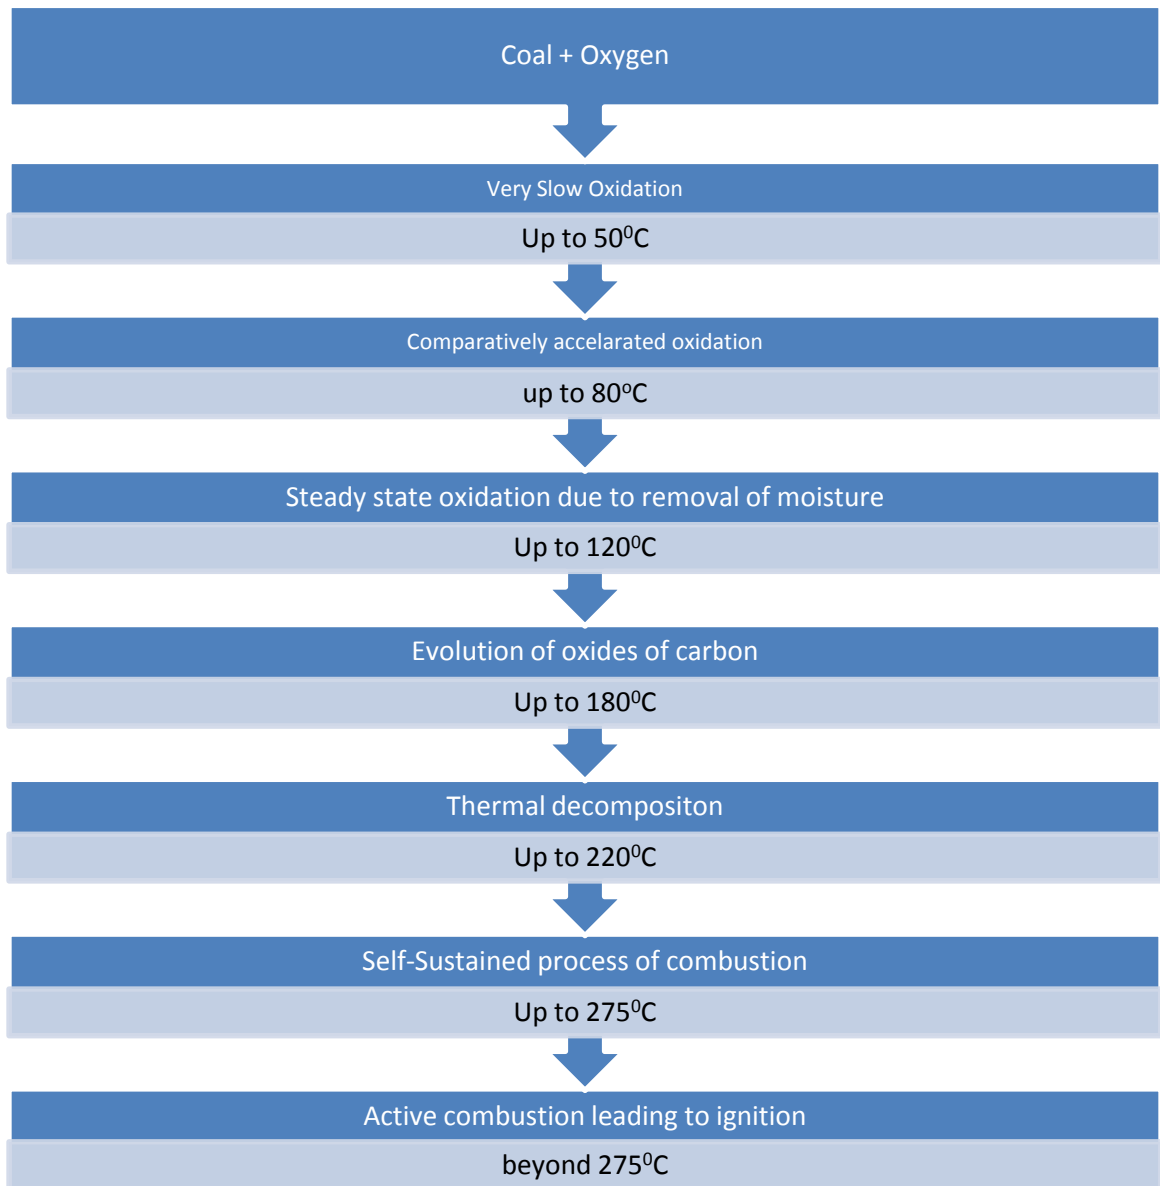 Coal + Oxygen
Very Slow Oxidation
Up to 50⁰C
Comparatively accelarated oxidation
up to 80ᵒC
Steady state oxidation due to removal of moisture
Up to 120⁰C
Evolution of oxides of carbon
Up to 180⁰C
Thermal decompositon
Up to 220⁰C
Self-Sustained process of combustion
Up to 275⁰C
Active combustion leading to ignition
beyond 275⁰C